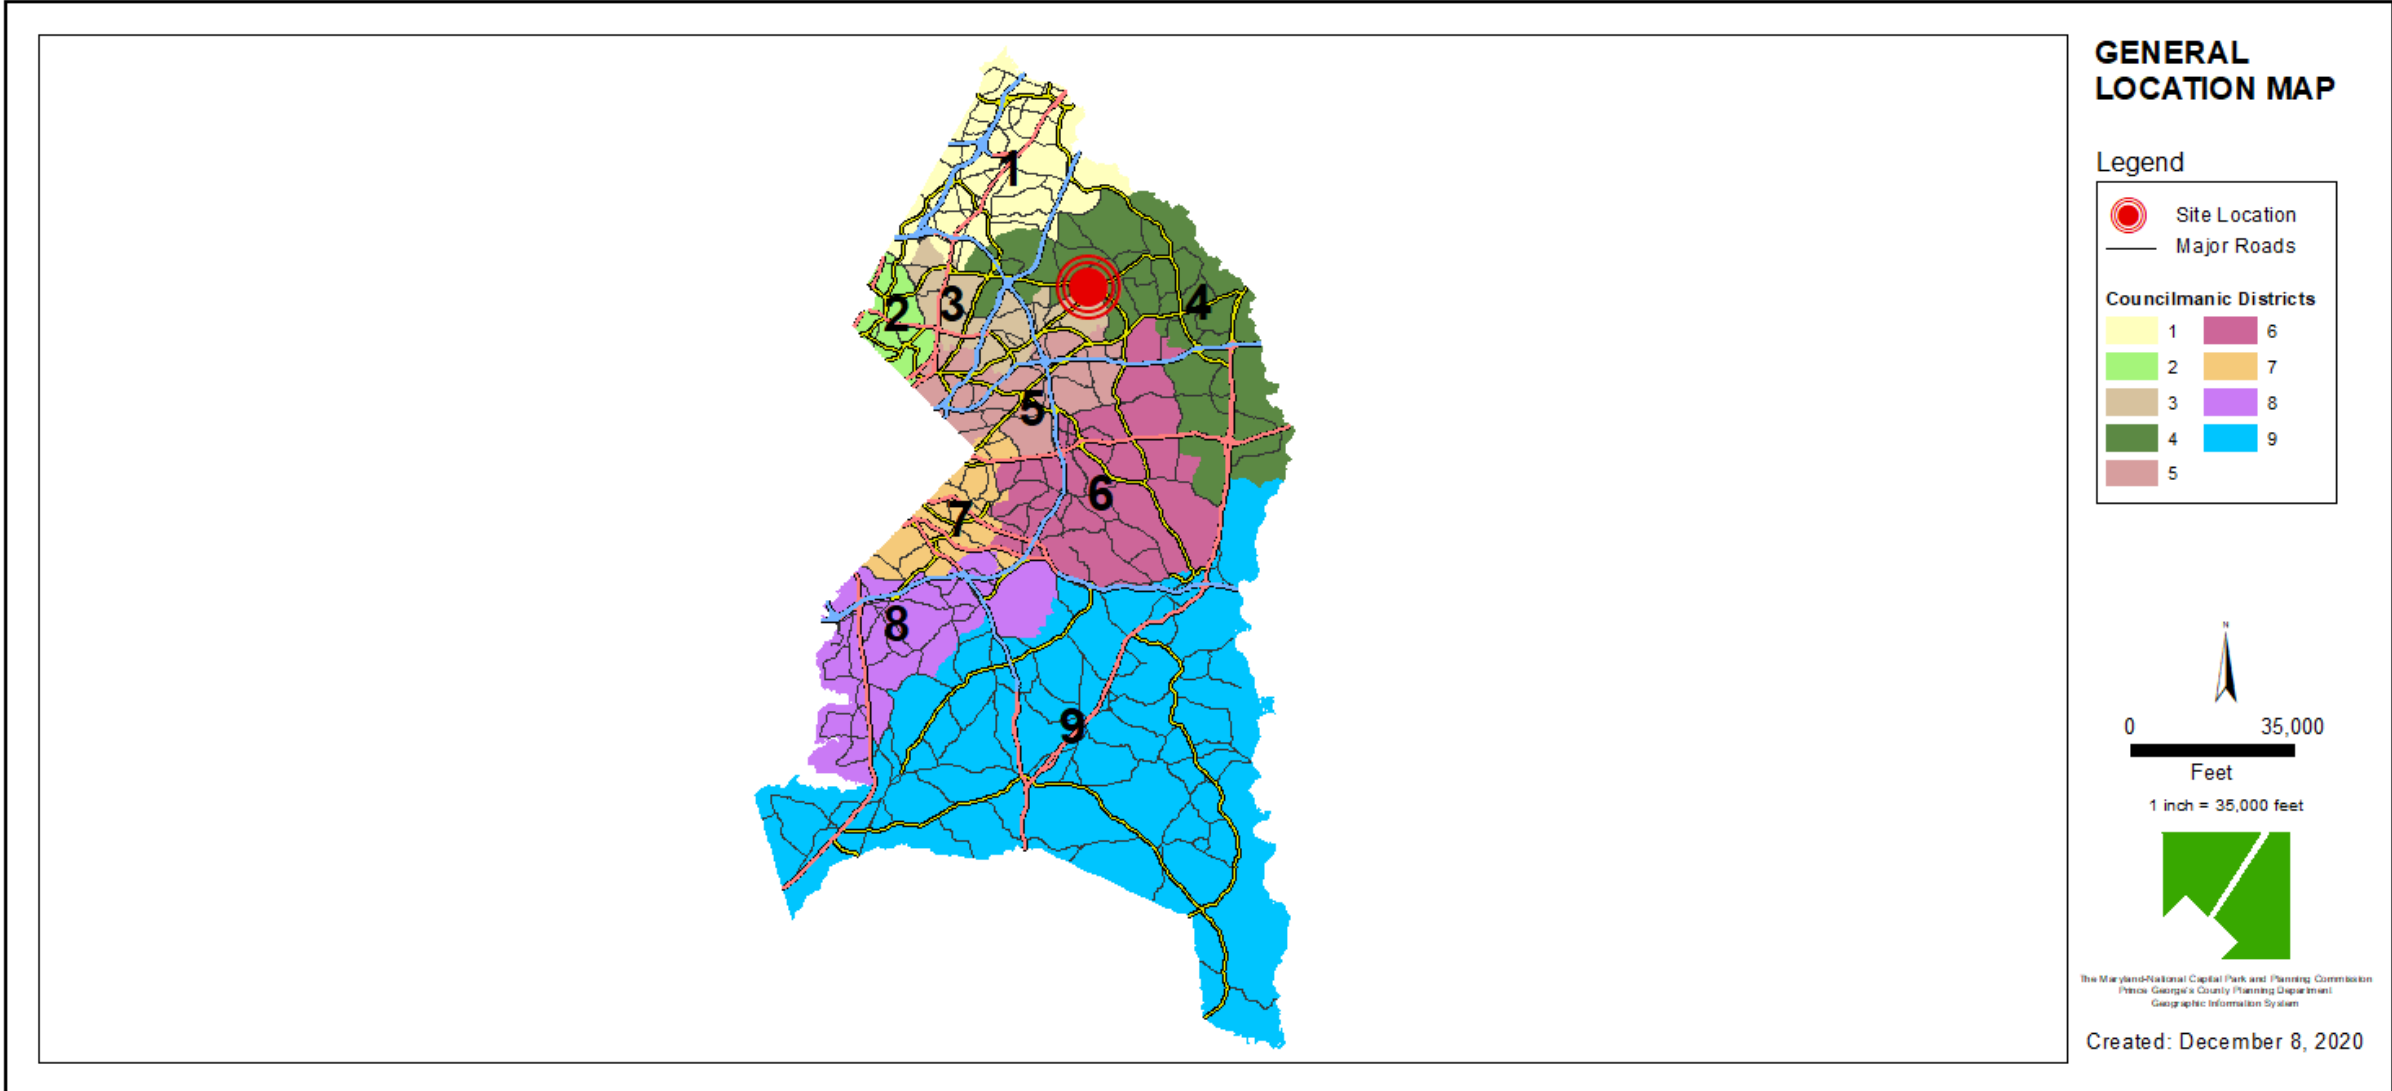 GENERAL
LOCATION MAP
Legend
Site Location
Major Roads
Councilmanic Districts
1 6
2 7
3 8
4 9
5
1
2
3
4
5
6
7
8
9
N
0 35,000
Feet
1 inch = 35,000 feet
The Maryland-National Capital Park and Planning Commission
Prince George's County Planning Department
Geographic Information System
Created: December 8, 2020